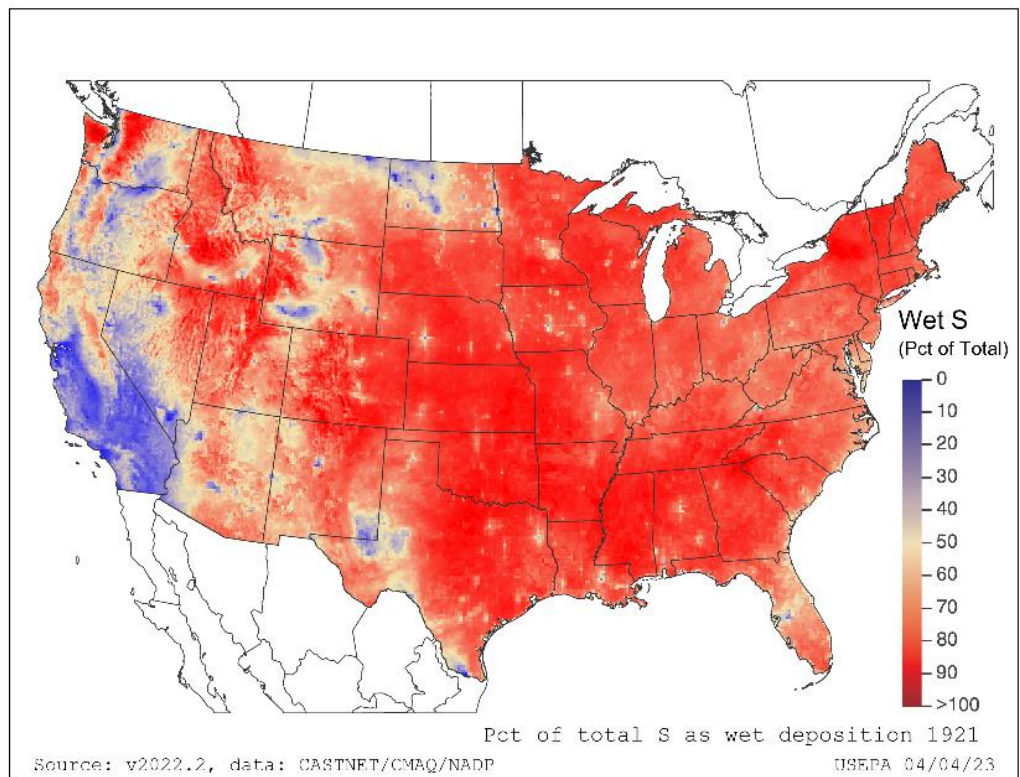 Wet S
(Pct of Total)
0
10
20
30
40
50
60
70
80
90
>100
Pct of total S as wet deposition 1921
Source: v2022.2, data: CASTNET/CMAQ/NADP
USEPA 04/04/23